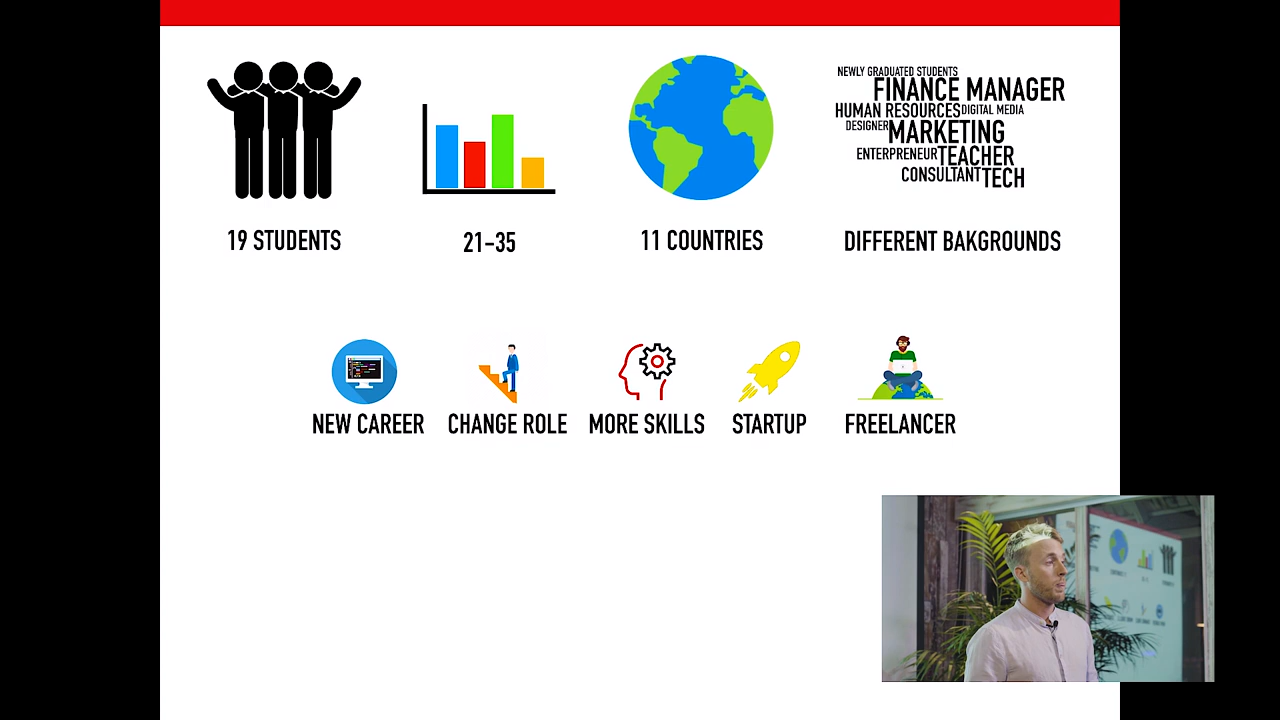 NEWLY GRADUATED STUDENTS
FINANCE MANAGER
HUMAN RESOURCES DIGITAL MEDIA
DESIGNER MARKETING
ENTERPRENEUR TEACHER
CONSULTANT TECH
19 STUDENTS
21-35
11 COUNTRIES
DIFFERENT BAKGROUNDS
NEW CAREER
CHANGE ROLE
MORE SKILLS
STARTUP
FREELANCER